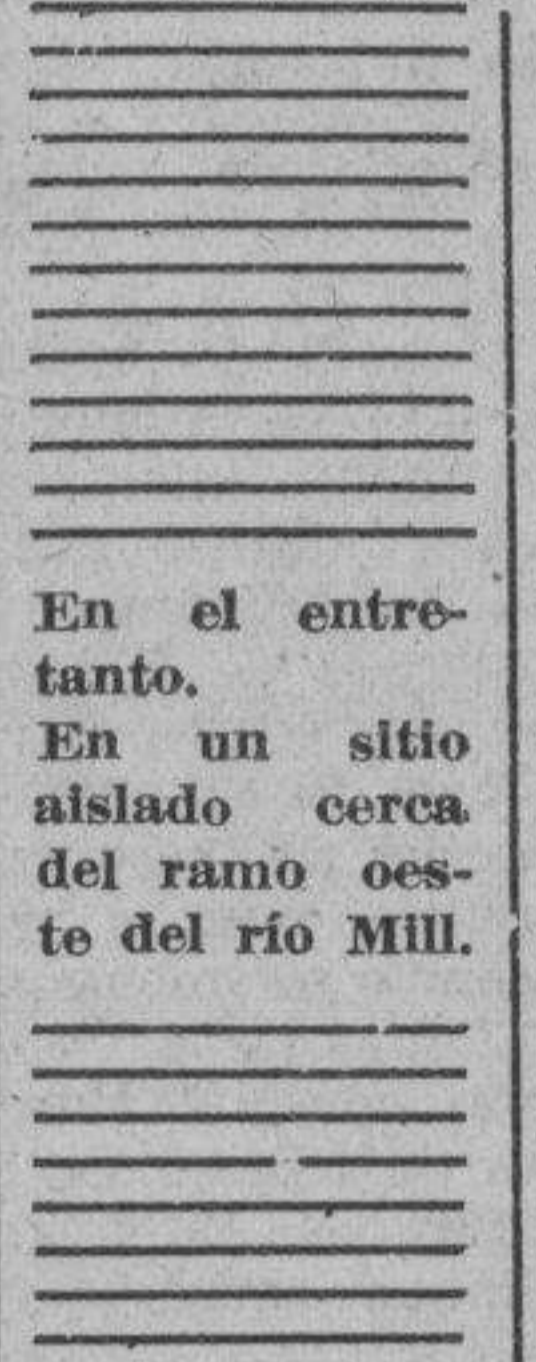 En el entre-
tanto.
En un sitio
aislado cerca
del ramo oes-
te del río Mill.